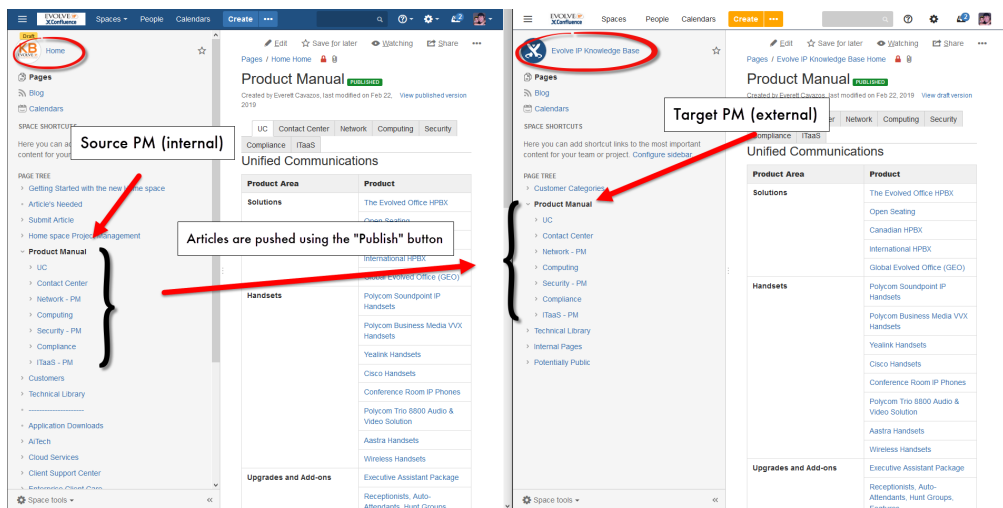 EVOLVE IP
Confluence
Spaces
People
Calendars
Create
Draft
KB
Home
Pages
Blog
Calendars
SPACE SHORTCUTS
Here you can ad
content for your
PAGE TREE
Getting Started with the new Home space
Article's Needed
Submit Article
Home space Project Management
Product Manual
UC
Contact Center
Network - PM
Computing
Security - PM
Compliance
ITaaS - PM
Customers
Technical Library
------------------------
Application Downloads
AiTech
Cloud Services
Client Support Center
Enterprise Client Care
Space tools
Edit
Save for later
Watching
Share
Pages / Home Home
Product Manual PUBLISHED
Created by Everett Cavazos, last modified on Feb 22, 2019 View published version
UC Contact Center Network Computing Security
Compliance ITaaS
Unified Communications
Product Area Product
Solutions The Evolved Office HPBX
Open Seating
International HPBX
Global Evolved Office (GEO)
Handsets Polycom Soundpoint IP
Handsets
Polycom Business Media VVX
Handsets
Yealink Handsets
Cisco Handsets
Conference Room IP Phones
Polycom Trio 8800 Audio &
Video Solution
Aastra Handsets
Wireless Handsets
Upgrades and Add-ons Executive Assistant Package
Receptionists, Auto-
Attendants, Hunt Groups,
Source PM (internal)
Articles are pushed using the "Publish" button
Target PM (external)
EVOLVE IP
Confluence
Spaces
People
Calendars
Create
Evolve IP Knowledge Base
Pages
Blog
Calendars
SPACE SHORTCUTS
Here you can add shortcut links to the most important
content for your team or project. Configure sidebar
PAGE TREE
Customer Categories
Product Manual
UC
Contact Center
Network - PM
Computing
Security - PM
Compliance
ITaaS - PM
Technical Library
Internal Pages
Potentially Public
Space tools
Edit
Save for later
Watching
Share
Pages / Evolve IP Knowledge Base Home
Product Manual PUBLISHED
Created by Everett Cavazos, last modified on Feb 22, 2019 View draft version
er Network Computing Security
Compliance ITaaS
Unified Communications
Product Area Product
Solutions The Evolved Office HPBX
Open Seating
Canadian HPBX
International HPBX
Global Evolved Office (GEO)
Handsets Polycom Soundpoint IP
Handsets
Polycom Business Media VVX
Handsets
Yealink Handsets
Cisco Handsets
Conference Room IP Phones
Polycom Trio 8800 Audio &
Video Solution
Aastra Handsets
Wireless Handsets
Upgrades and Add-ons Executive Assistant Package
Receptionists, Auto-
Attendants, Hunt Groups,